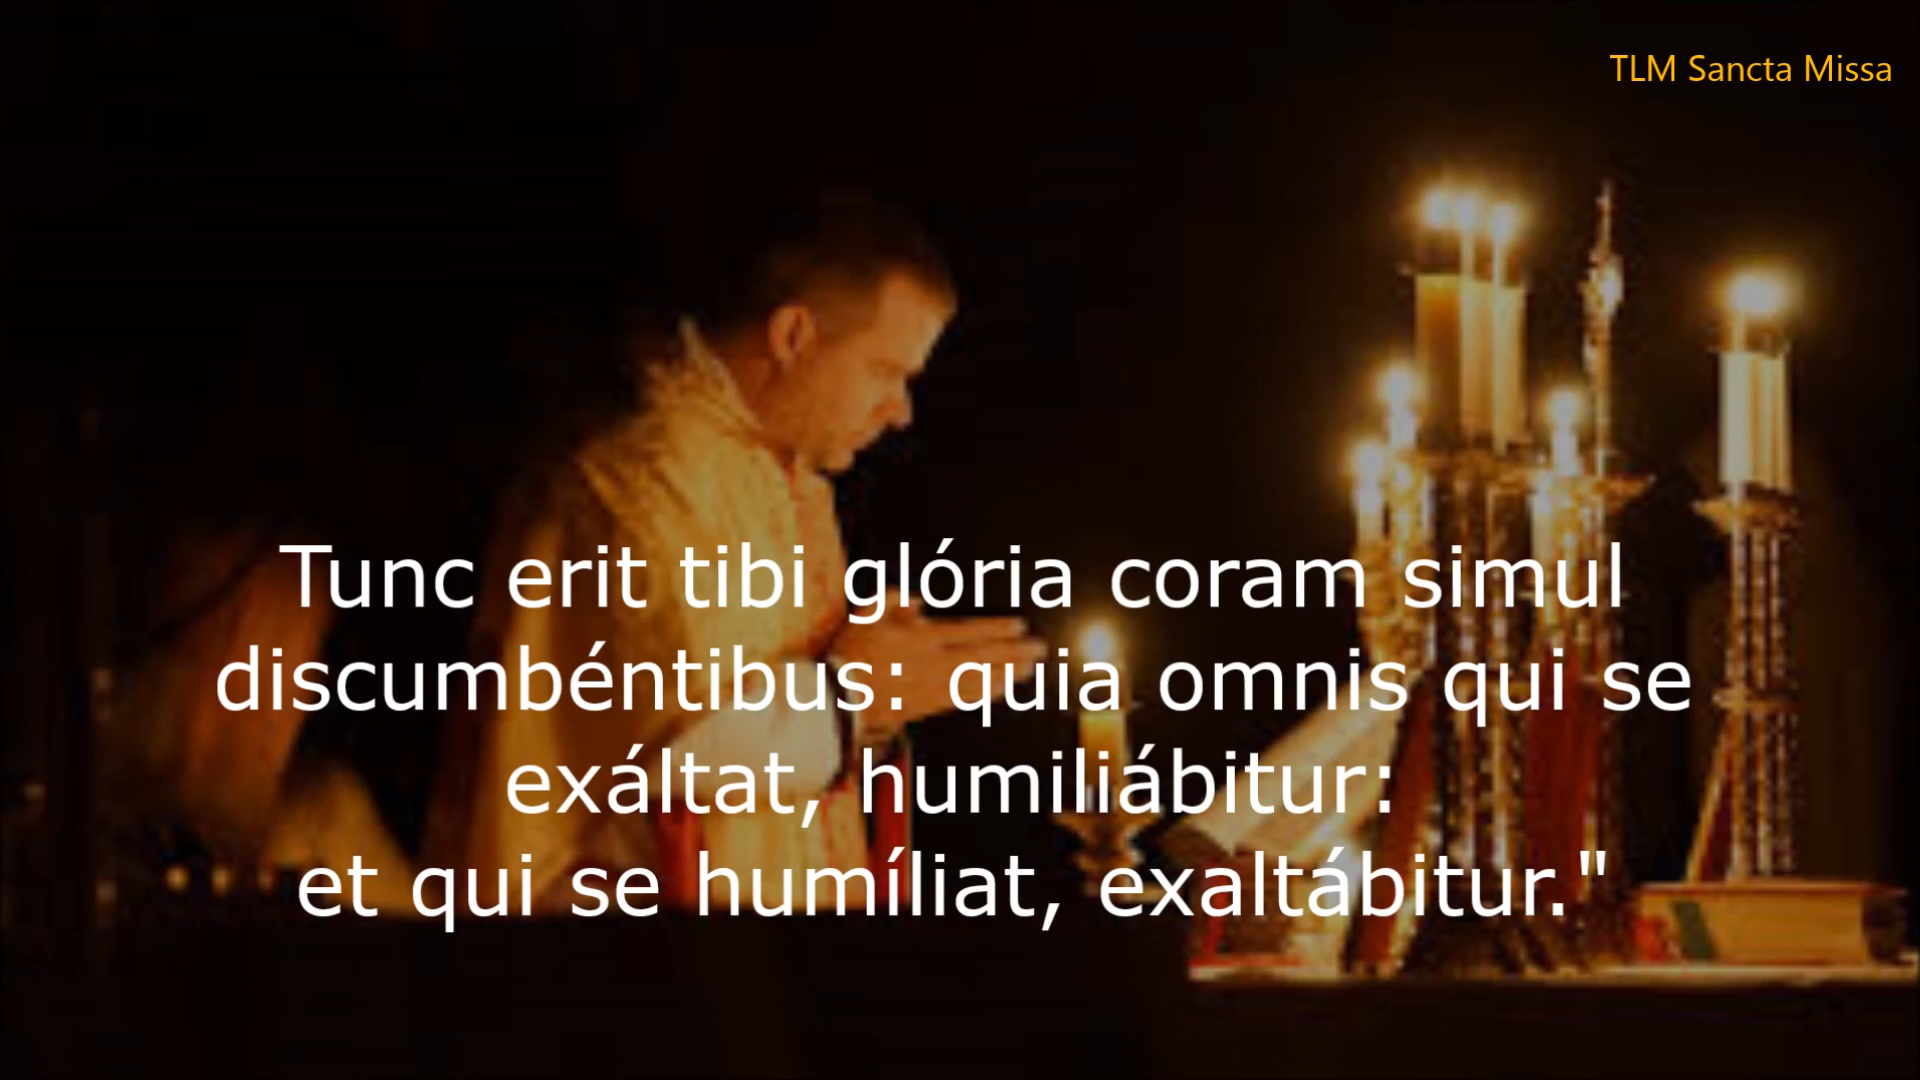 TLM Sancta Missa
Tunc erit tibi glória coram simul
discumbéntibus: quia omnis qui se
exáltat, humiliábitur:
et qui se humíliat, exaltábitur."